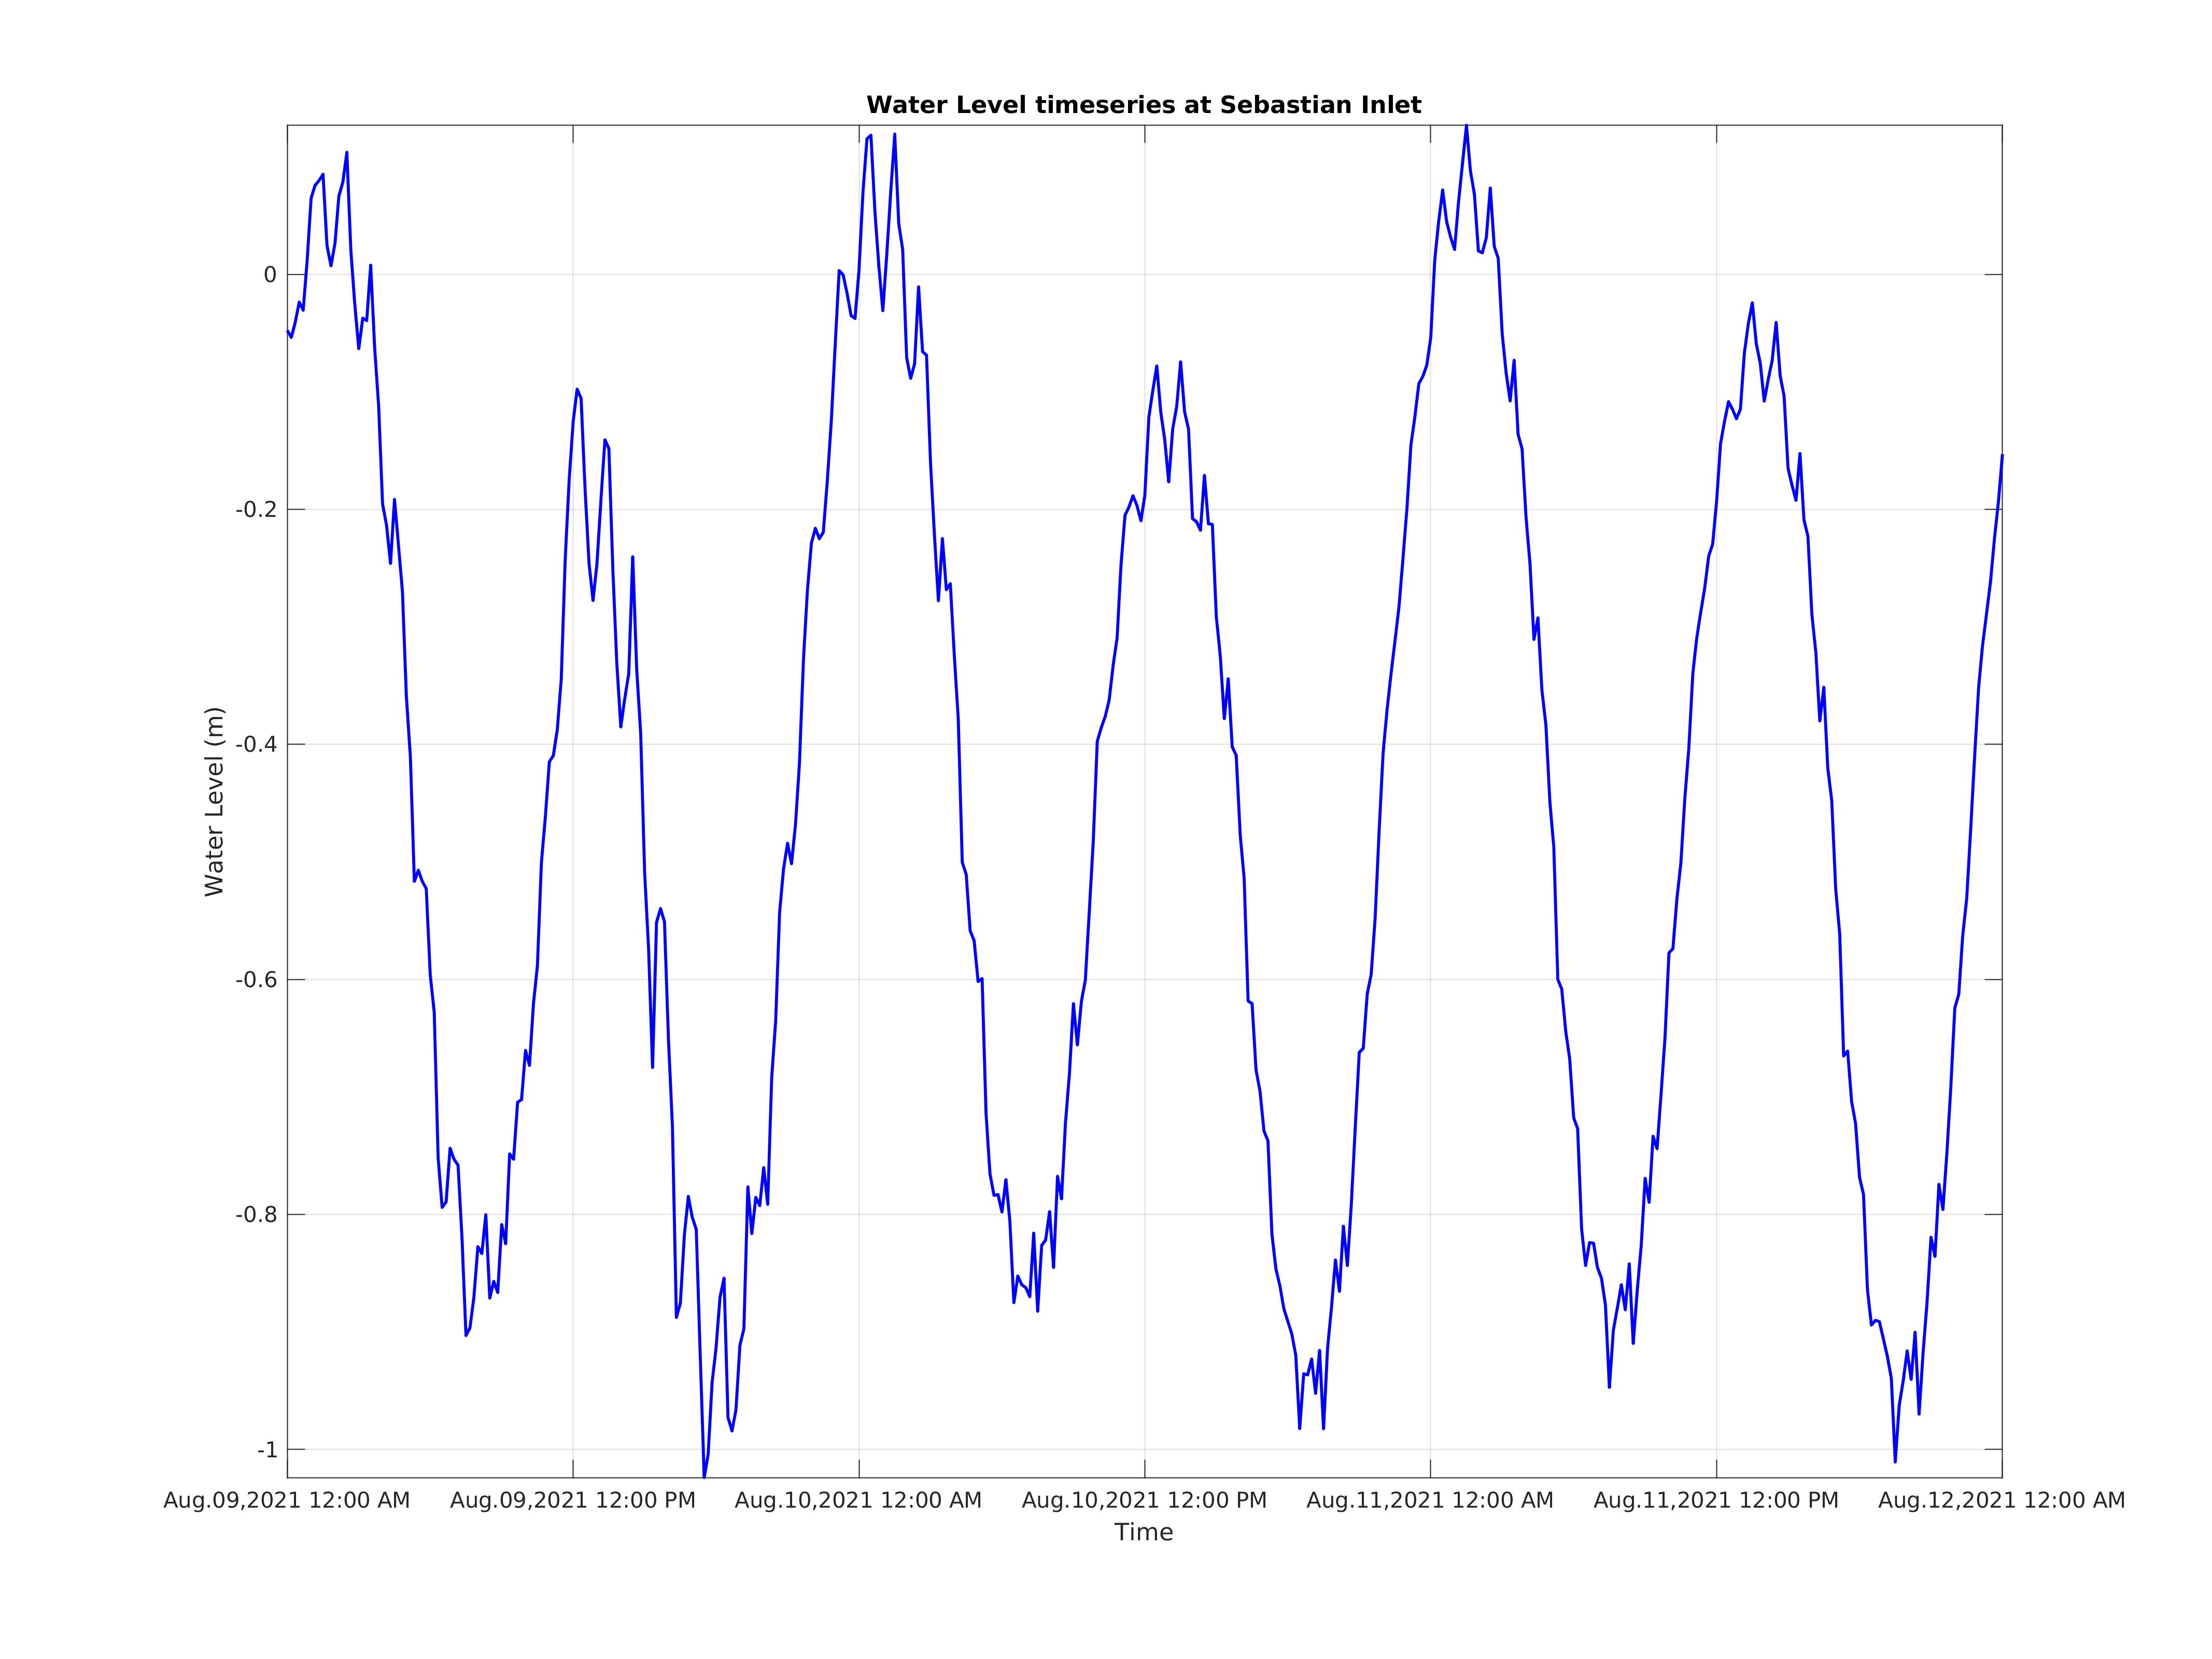 Water Level timeseries at Sebastian Inlet
0
-0.2
-0.4
-0.6
-0.8
-1
Water Level (m)
Aug.09,2021 12:00 AM
Aug.09,2021 12:00 PM
Aug.10,2021 12:00 AM
Aug.10,2021 12:00 PM
Aug.11,2021 12:00 AM
Aug.11,2021 12:00 PM
Aug.12,2021 12:00 AM
Time